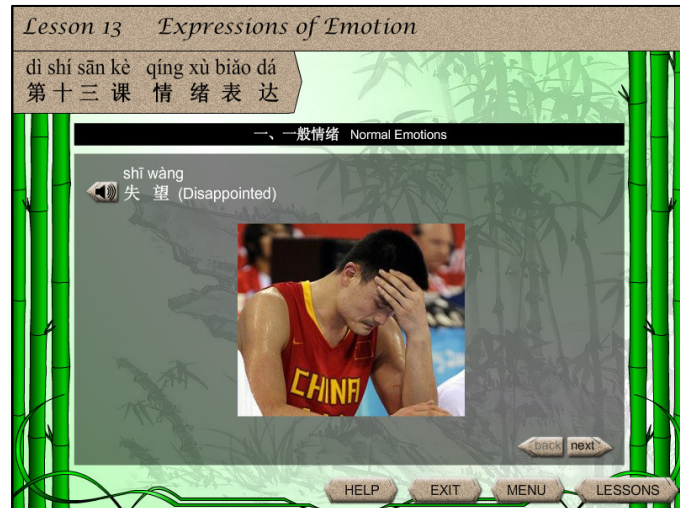 Lesson 13 Expressions of Emotion
dì shí sān kè qíng xù biǎo dá
第十三课 情绪表达
一、一般情绪 Normal Emotions
shī wàng
失望 (Disappointed)
CHINA
back next
HELP EXIT MENU LESSONS